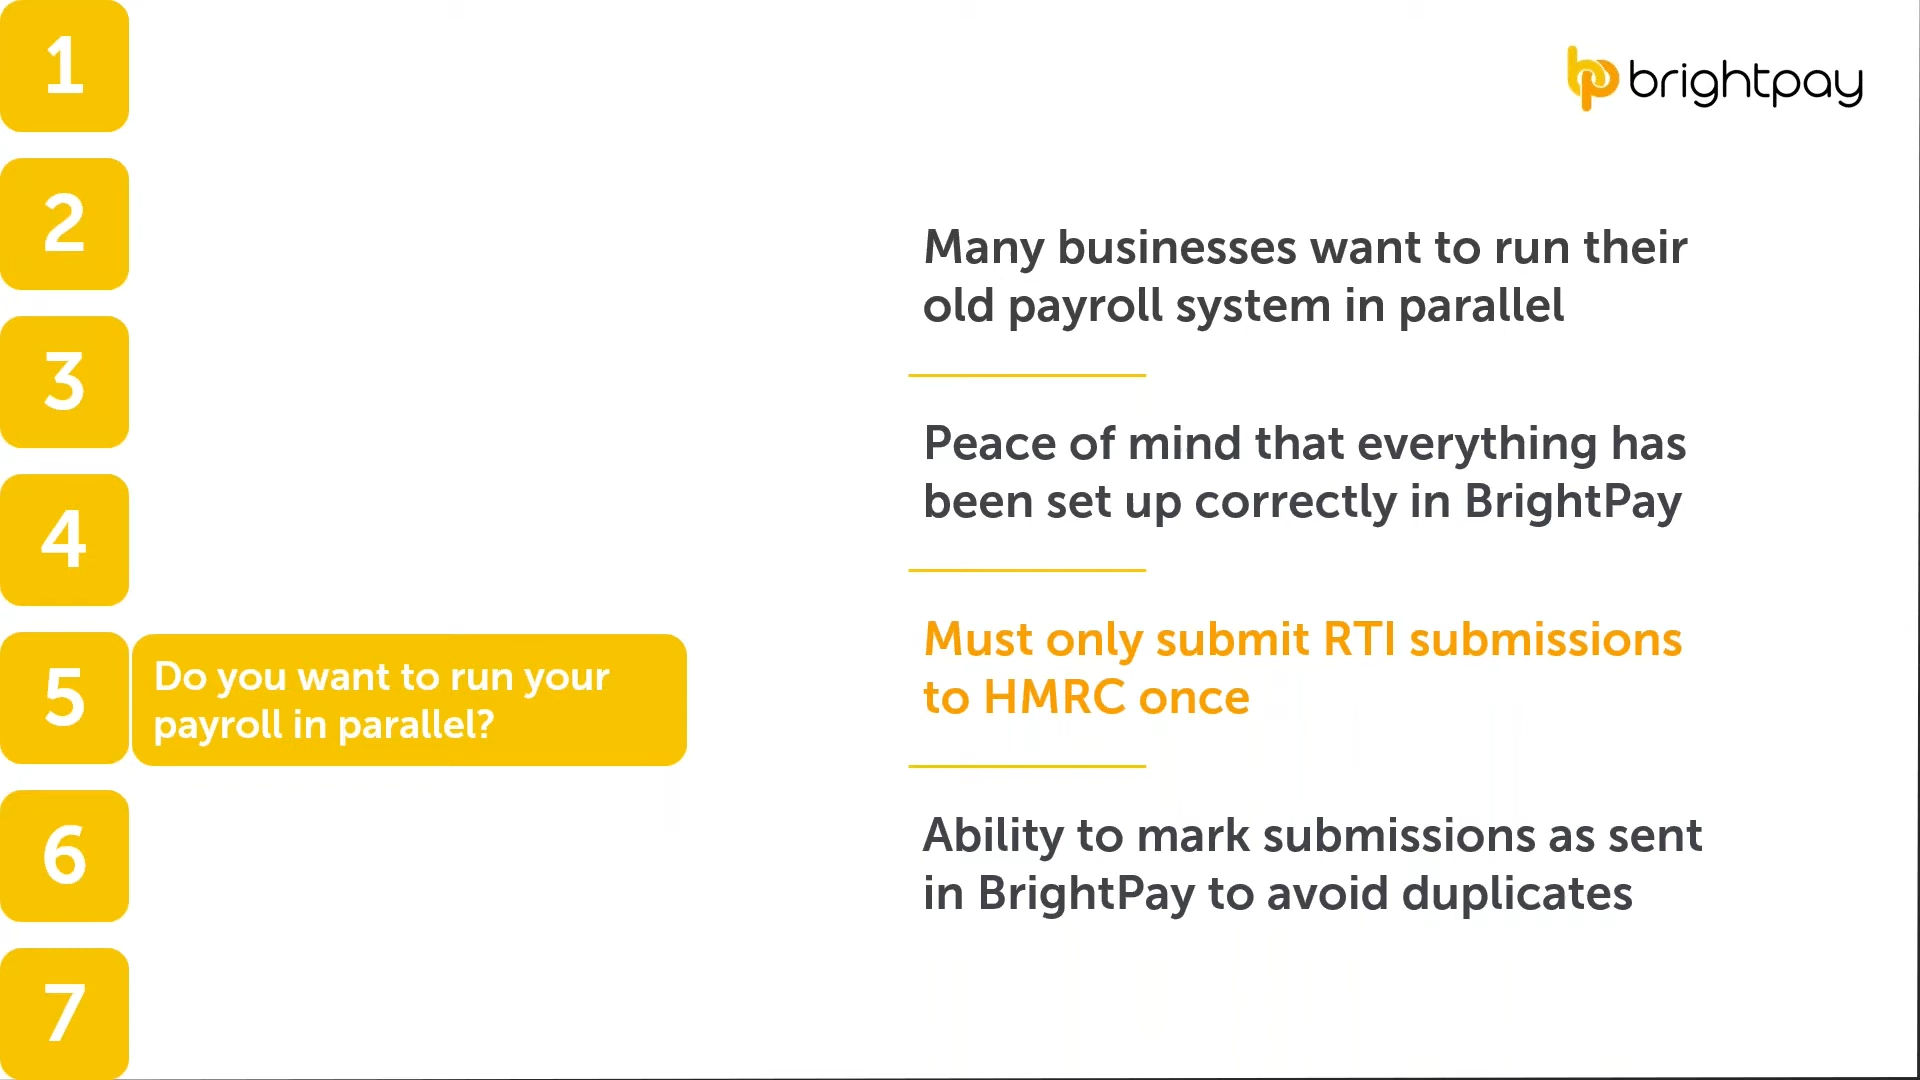 1
2
3
4
5
Do you want to run your
payroll in parallel?
6
7
brightpay
Many businesses want to run their
old payroll system in parallel
Peace of mind that everything has
been set up correctly in BrightPay
Must only submit RTI submissions
to HMRC once
Ability to mark submissions as sent
in BrightPay to avoid duplicates